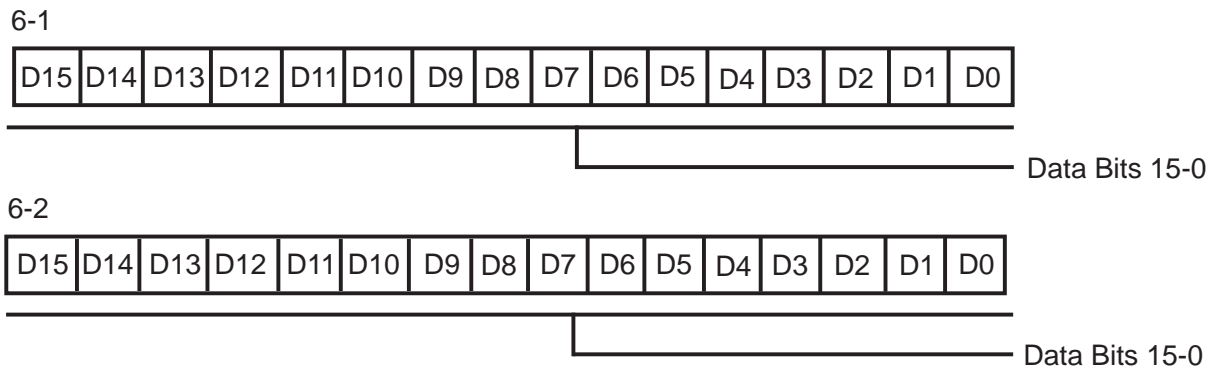 6-1
D15 D14 D13 D12 D11 D10 D9 D8 D7 D6 D5 D4 D3 D2 D1 D0
Data Bits 15-0
6-2
D15 D14 D13 D12 D11 D10 D9 D8 D7 D6 D5 D4 D3 D2 D1 D0
Data Bits 15-0